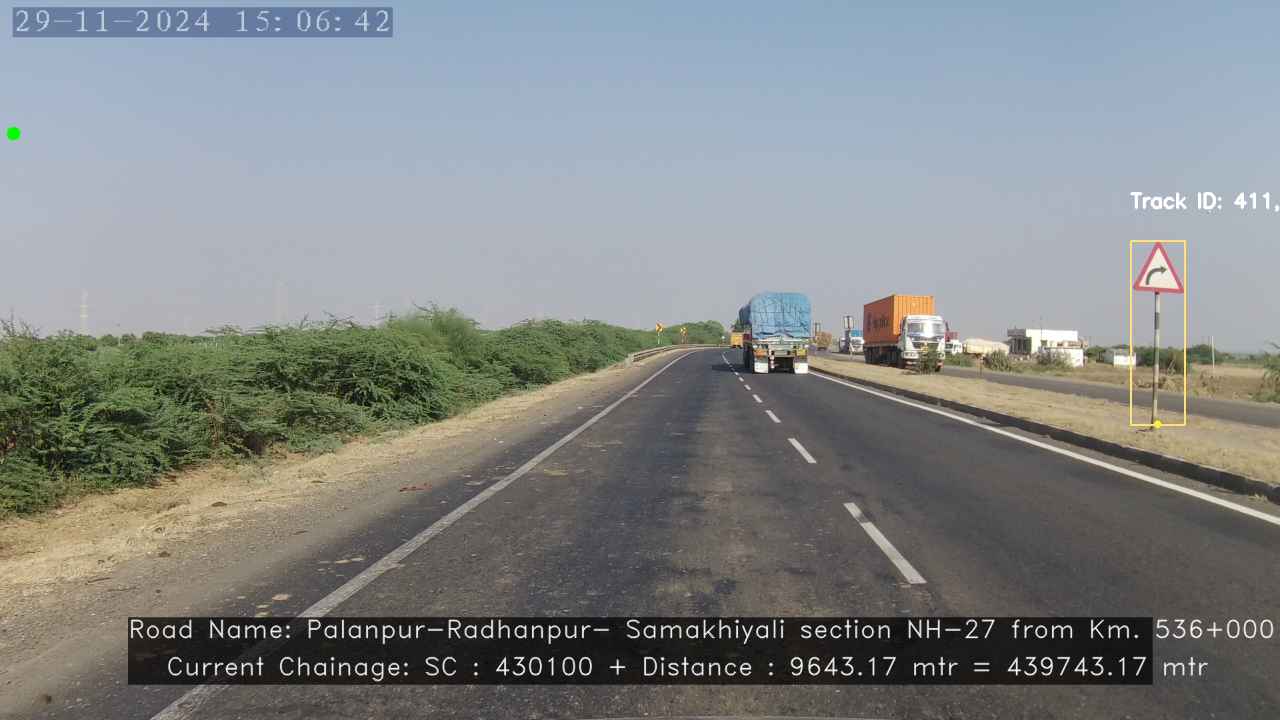 29-11-2024 15:06:42
Track ID: 411,
Road Name: Palanpur-Radhanpur- Samakhiyali section NH-27 from Km. 536+000
Current Chainage: SC : 430100 + Distance : 9643.17 mtr = 439743.17 mtr